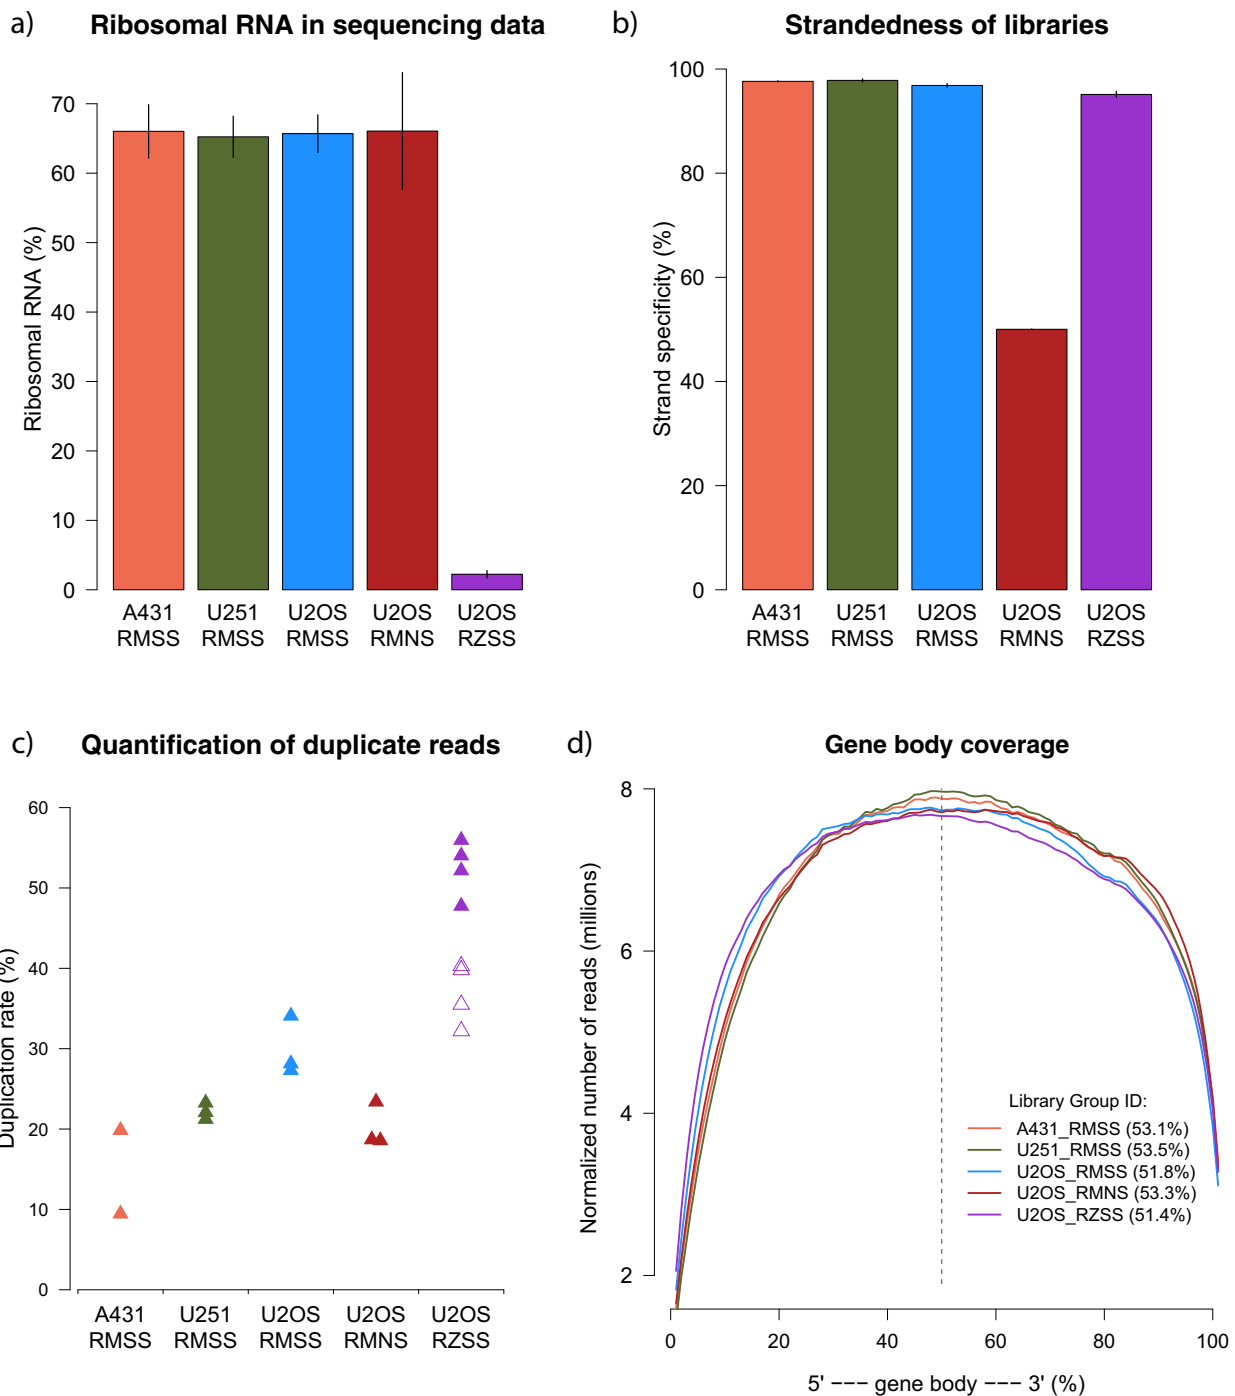 a) Ribosomal RNA in sequencing data
Ribosomal RNA (%)
70
60
50
40
30
20
10
0
A431 U251 U2OS U2OS U2OS
RMSS RMSS RMSS RMNS RZSS
b) Strandedness of libraries
Strand specificity (%)
100
80
60
40
20
0
A431 U251 U2OS U2OS U2OS
RMSS RMSS RMSS RMNS RZSS
c) Quantification of duplicate reads
Duplication rate (%)
60
50
40
30
20
10
0
A431 U251 U2OS U2OS U2OS
RMSS RMSS RMSS RMNS RZSS
d) Gene body coverage
Normalized number of reads (millions)
8
6
4
2
Library Group ID:
A431_RMSS (53.1%)
U251_RMSS (53.5%)
U2OS_RMSS (51.8%)
U2OS_RMNS (53.3%)
U2OS_RZSS (51.4%)
0 20 40 60 80 100
5' --- gene body --- 3' (%)